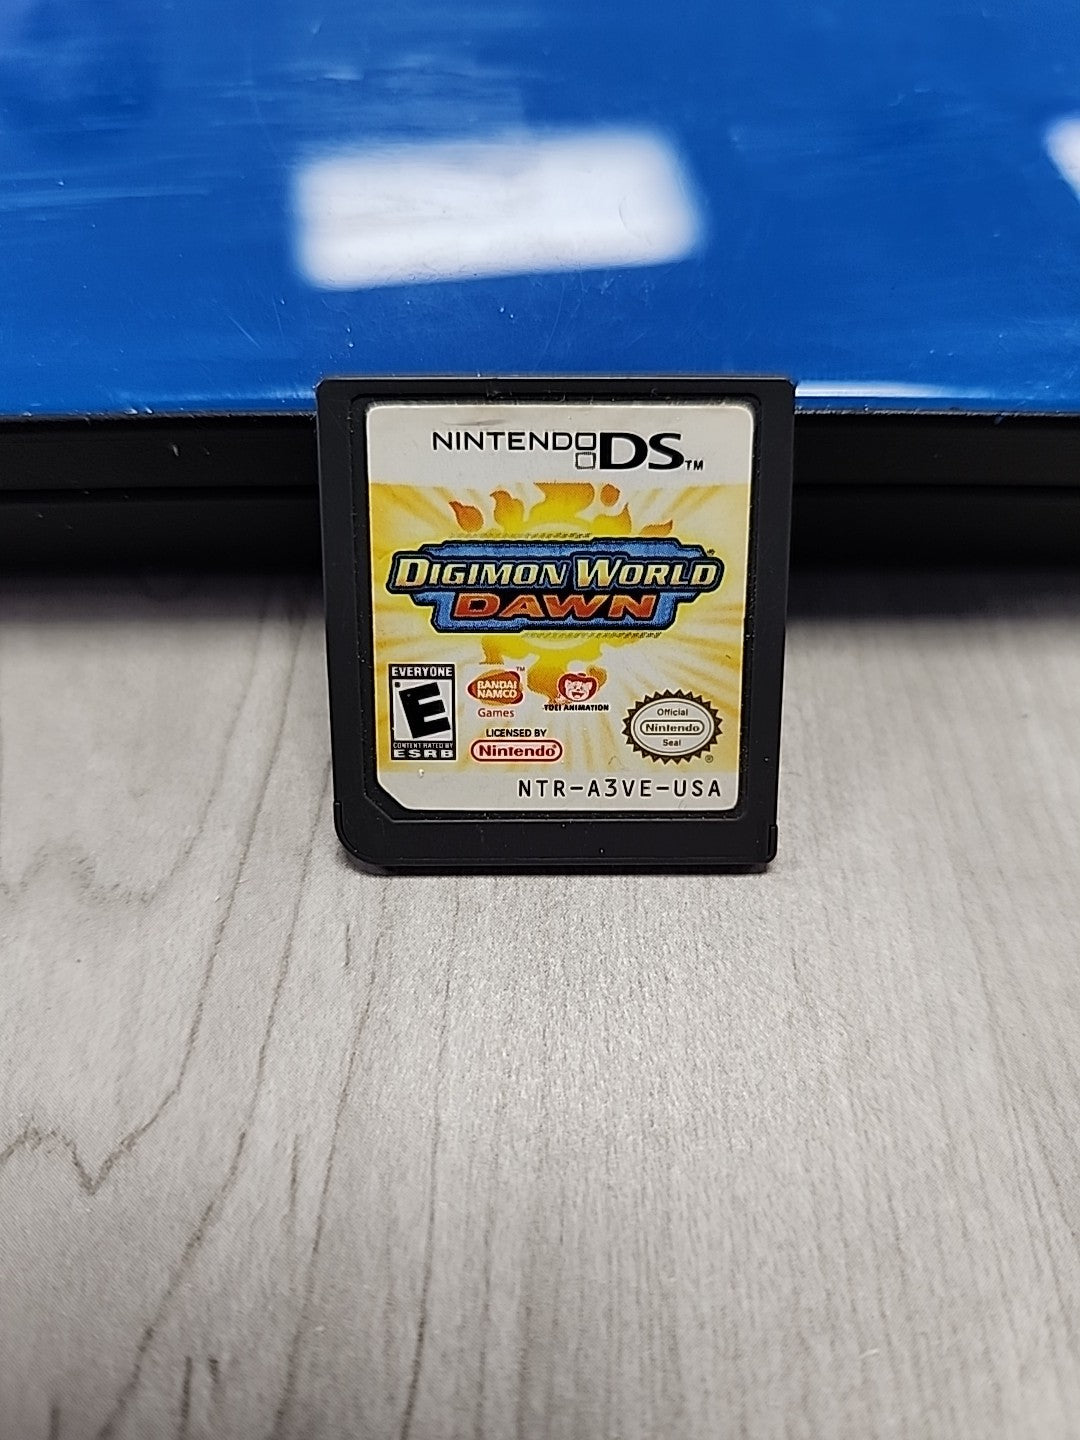 NINTENDO DS™
DIGIMON WORLD®
DAWN
EVERYONE
E
CONTENT RATED BY
ESRB
BANDAI
NAMCO
™
Games
TOEI ANIMATION
LICENSED BY
Nintendo®
Official
Nintendo
Seal
®
NTR-A3VE-USA